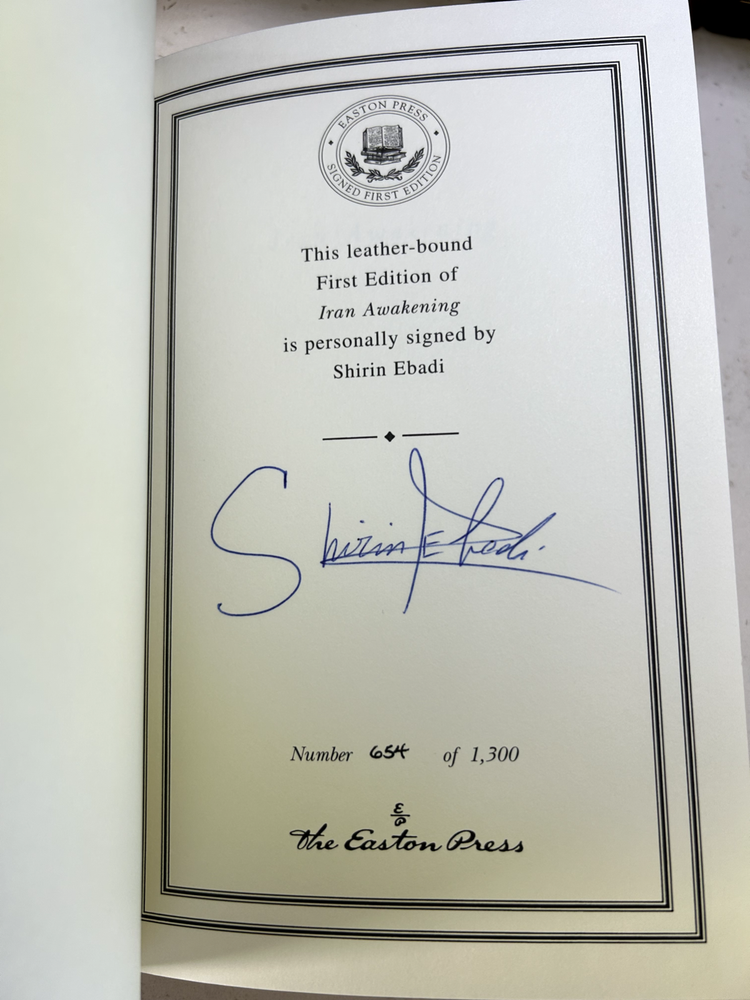 EASTON PRESS
SIGNED FIRST EDITION
This leather-bound
First Edition of
Iran Awakening
is personally signed by
Shirin Ebadi
Shirin Ebadi
Number 654 of 1,300
E
P
The Easton Press